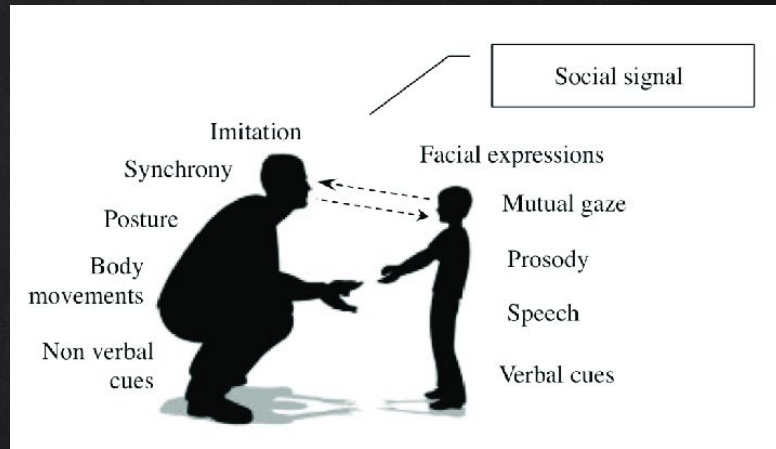 Social signal
Imitation
Synchrony
Posture
Body
movements
Non verbal
cues
Facial expressions
Mutual gaze
Prosody
Speech
Verbal cues